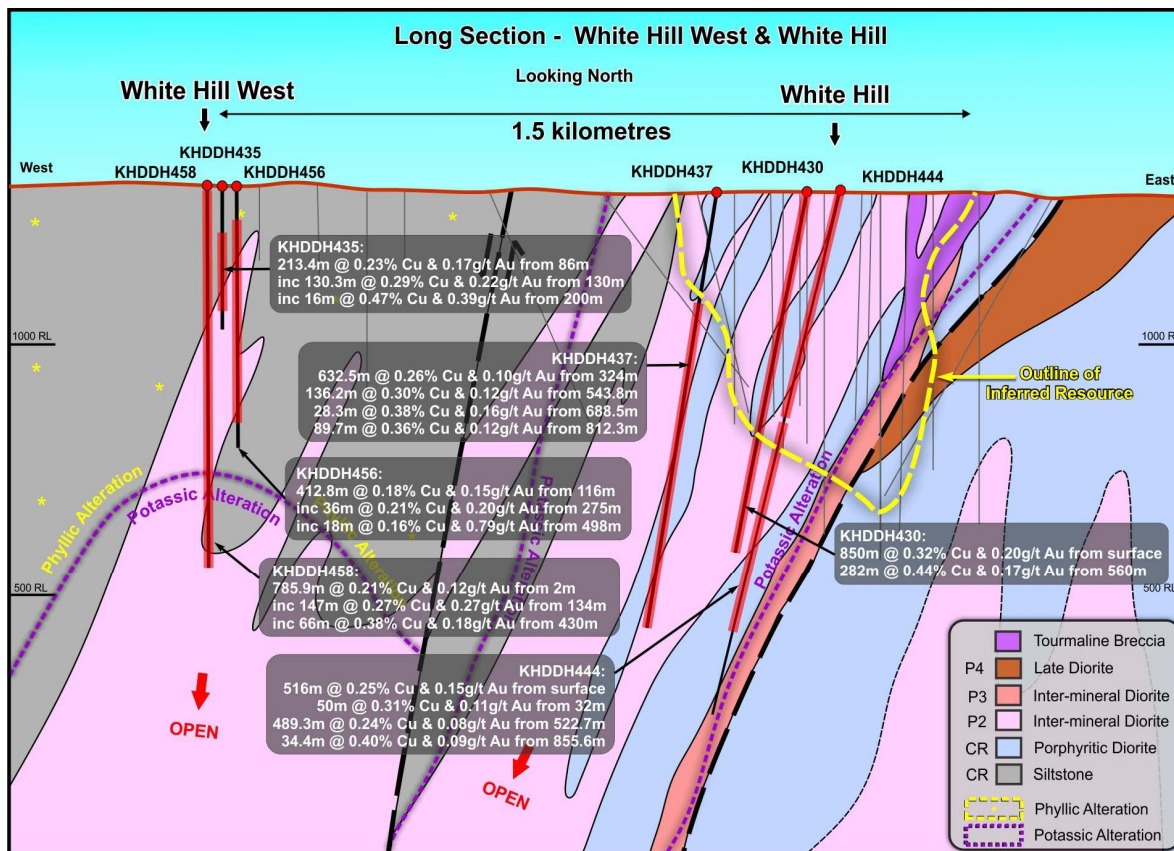 Long Section - White Hill West & White Hill
Looking North
White Hill West
White Hill
1.5 kilometres
West
East
KHDDH458
KHDDH435
KHDDH456
KHDDH437
KHDDH430
KHDDH444
KHDDH435:
213.4m @ 0.23% Cu & 0.17g/t Au from 86m
inc 130.3m @ 0.29% Cu & 0.22g/t Au from 130m
inc 16m @ 0.47% Cu & 0.39g/t Au from 200m
1000 RL
1000 RL
KHDDH437:
632.5m @ 0.26% Cu & 0.10g/t Au from 324m
136.2m @ 0.30% Cu & 0.12g/t Au from 543.8m
28.3m @ 0.38% Cu & 0.16g/t Au from 688.5m
89.7m @ 0.36% Cu & 0.12g/t Au from 812.3m
Outline of
Inferred Resource
KHDDH456:
412.8m @ 0.18% Cu & 0.15g/t Au from 116m
inc 36m @ 0.21% Cu & 0.20g/t Au from 275m
inc 18m @ 0.16% Cu & 0.79g/t Au from 498m
Phyllic Alteration
Potassic Alteration
Phyllic Alteration
Potassic Alteration
Potassic Alteration
KHDDH430:
850m @ 0.32% Cu & 0.20g/t Au from surface
282m @ 0.44% Cu & 0.17g/t Au from 560m
KHDDH458:
785.9m @ 0.21% Cu & 0.12g/t Au from 2m
inc 147m @ 0.27% Cu & 0.27g/t Au from 134m
inc 66m @ 0.38% Cu & 0.18g/t Au from 430m
500 RL
500 RL
KHDDH444:
516m @ 0.25% Cu & 0.15g/t Au from surface
50m @ 0.31% Cu & 0.11g/t Au from 32m
489.3m @ 0.24% Cu & 0.08g/t Au from 522.7m
34.4m @ 0.40% Cu & 0.09g/t Au from 855.6m
OPEN
OPEN
Tourmaline Breccia
P4 Late Diorite
P3 Inter-mineral Diorite
P2 Inter-mineral Diorite
CR Porphyritic Diorite
CR Siltstone
Phyllic Alteration
Potassic Alteration